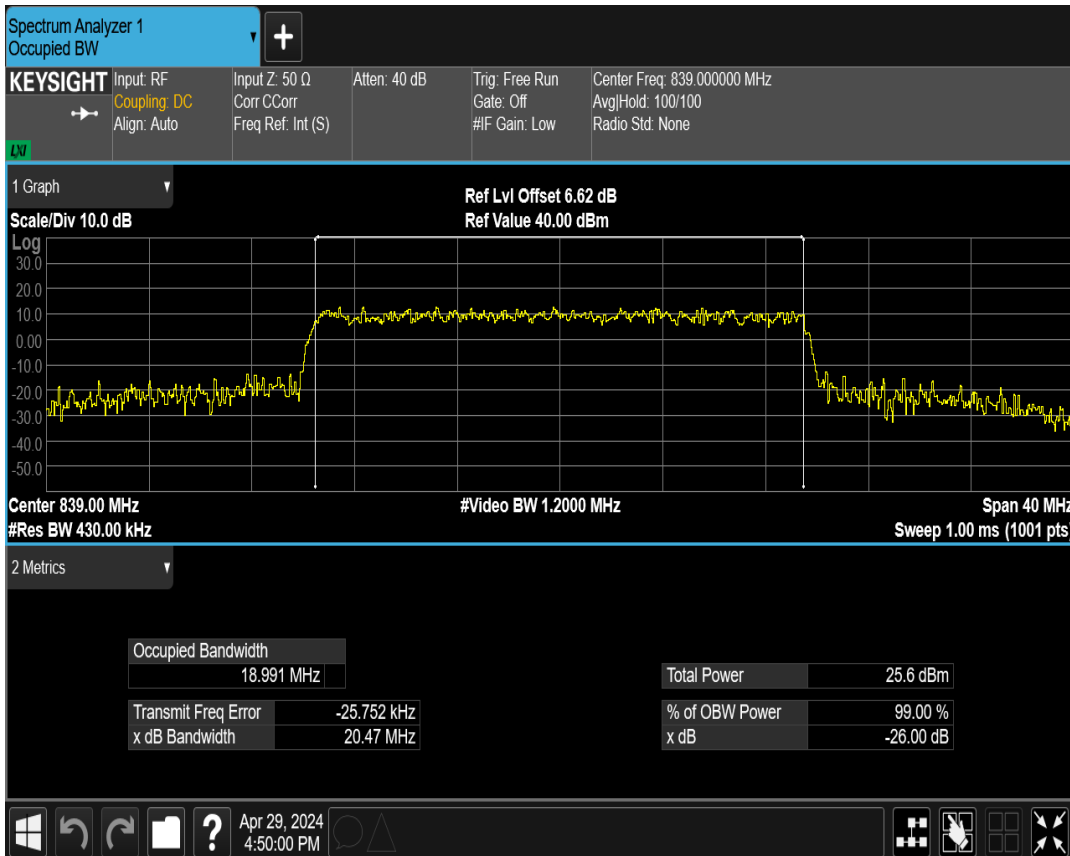 Spectrum Analyzer 1
Occupied BW
+
KEYSIGHT
LXI
Input: RF
Coupling: DC
Align: Auto
Input Z: 50 Ω
Corr CCorr
Freq Ref: Int (S)
Atten: 40 dB
Trig: Free Run
Gate: Off
#IF Gain: Low
Center Freq: 839.000000 MHz
Avg|Hold: 100/100
Radio Std: None
1 Graph
Scale/Div 10.0 dB
Ref Lvl Offset 6.62 dB
Ref Value 40.00 dBm
Log
30.0
20.0
10.0
0.00
-10.0
-20.0
-30.0
-40.0
-50.0
Center 839.00 MHz
#Video BW 1.2000 MHz
Span 40 MHz
#Res BW 430.00 kHz
Sweep 1.00 ms (1001 pts)
2 Metrics
Occupied Bandwidth
18.991 MHz
Total Power 25.6 dBm
Transmit Freq Error -25.752 kHz
% of OBW Power 99.00 %
x dB Bandwidth 20.47 MHz
x dB -26.00 dB
?
Apr 29, 2024
4:50:00 PM